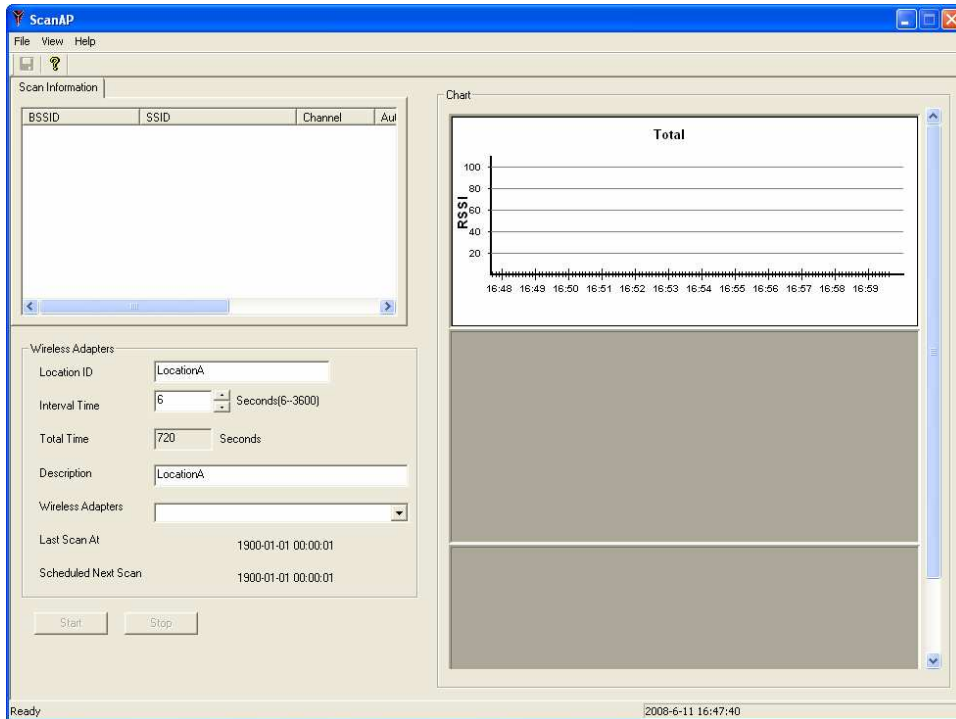 ScanAP
File View Help
Scan Information
BSSID SSID Channel Aut
Chart
Total
RSSI
100
80
60
40
20
16:48 16:49 16:50 16:51 16:52 16:53 16:54 16:55 16:56 16:57 16:58 16:59
Wireless Adapters
Location ID LocationA
Interval Time 6 Seconds(6--3600)
Total Time 720 Seconds
Description LocationA
Wireless Adapters
Last Scan At 1900-01-01 00:00:01
Scheduled Next Scan 1900-01-01 00:00:01
Start Stop
Ready 2008-6-11 16:47:40